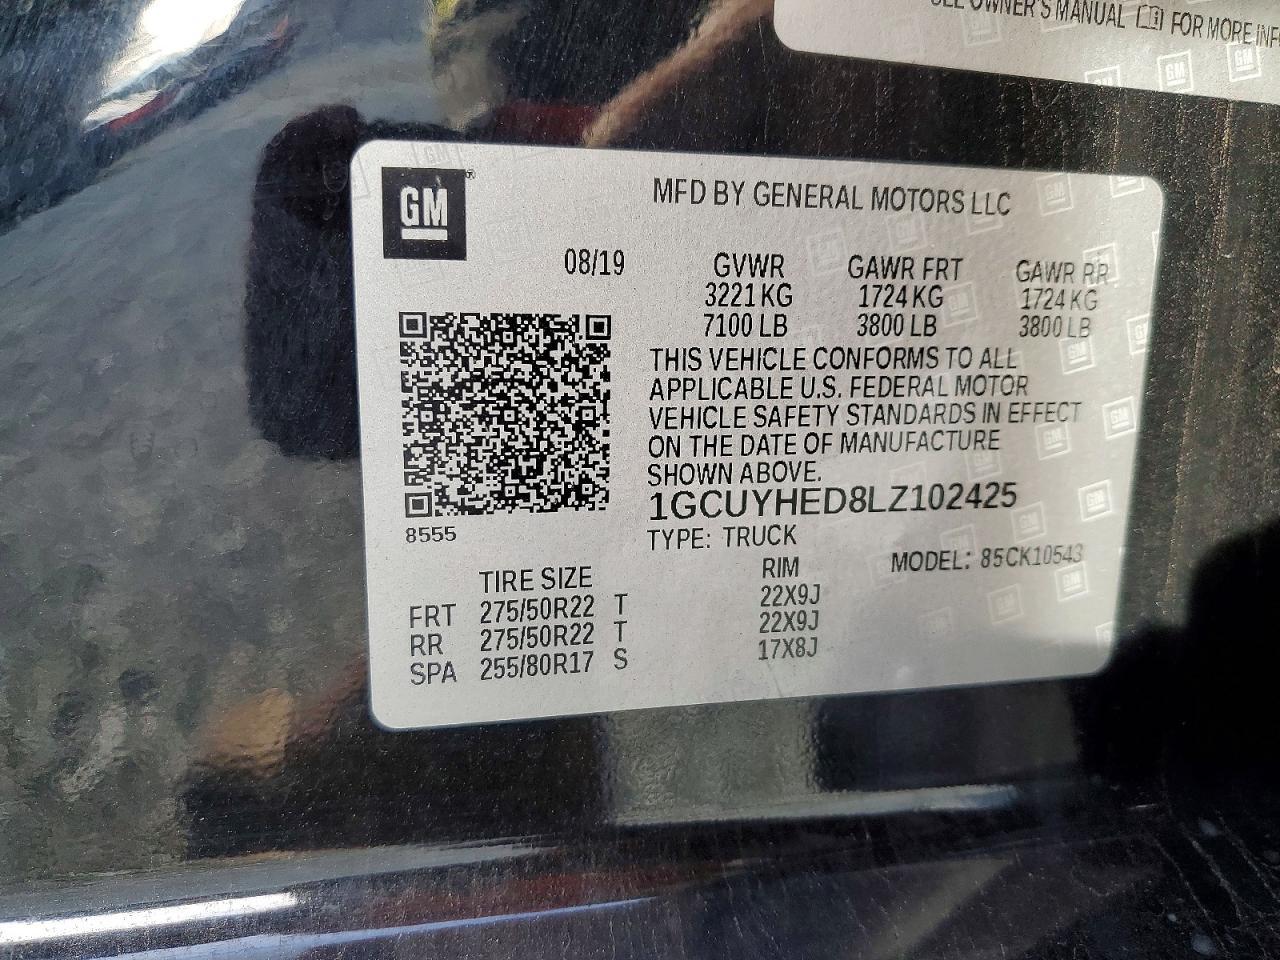 SEE OWNER'S MANUAL FOR MORE INF
GM
MFD BY GENERAL MOTORS LLC
08/19 GVWR GAWR FRT GAWR RR
3221 KG 1724 KG 1724 KG
7100 LB 3800 LB 3800 LB
THIS VEHICLE CONFORMS TO ALL
APPLICABLE U.S. FEDERAL MOTOR
VEHICLE SAFETY STANDARDS IN EFFECT
ON THE DATE OF MANUFACTURE
SHOWN ABOVE.
1GCUYHED8LZ102425
8555
TYPE: TRUCK
MODEL: 85CK10543
TIRE SIZE RIM
FRT 275/50R22 T 22X9J
RR 275/50R22 T 22X9J
SPA 255/80R17 S 17X8J